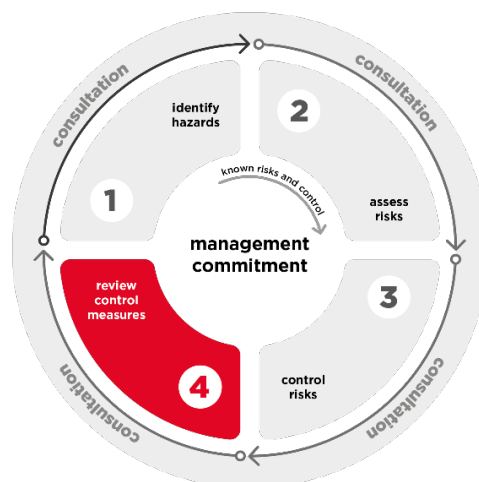 consultation
consultation
identify
hazards
2
known risks and control
1
assess
risks
management
commitment
review
control
measures
3
4
control
risks
consultation
consultation